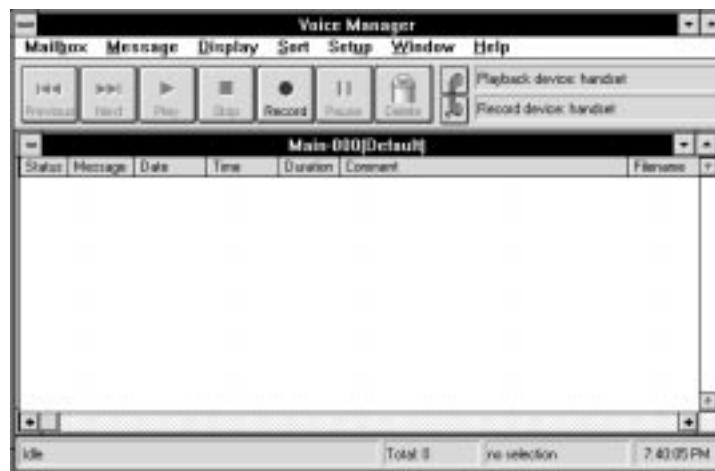 Voice Manager
Mailbox Message Display Sort Setup Window Help
Previous Next Play Stop Record Pause Delete
Playback device: handset
Record device: handset
Main-000(Default)
Status Message Date Time Duration Comment Filename
Idle Total: 0 no selection 7:40:05 PM